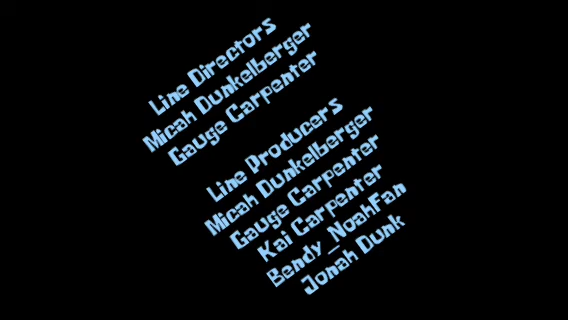 Line Directors
Micah Dunkelberger
Gauge Carpenter
Line Producers
Micah Dunkelberger
Gauge Carpenter
Kai Carpenter
Bendy_NoahFan
Jonah Dunk